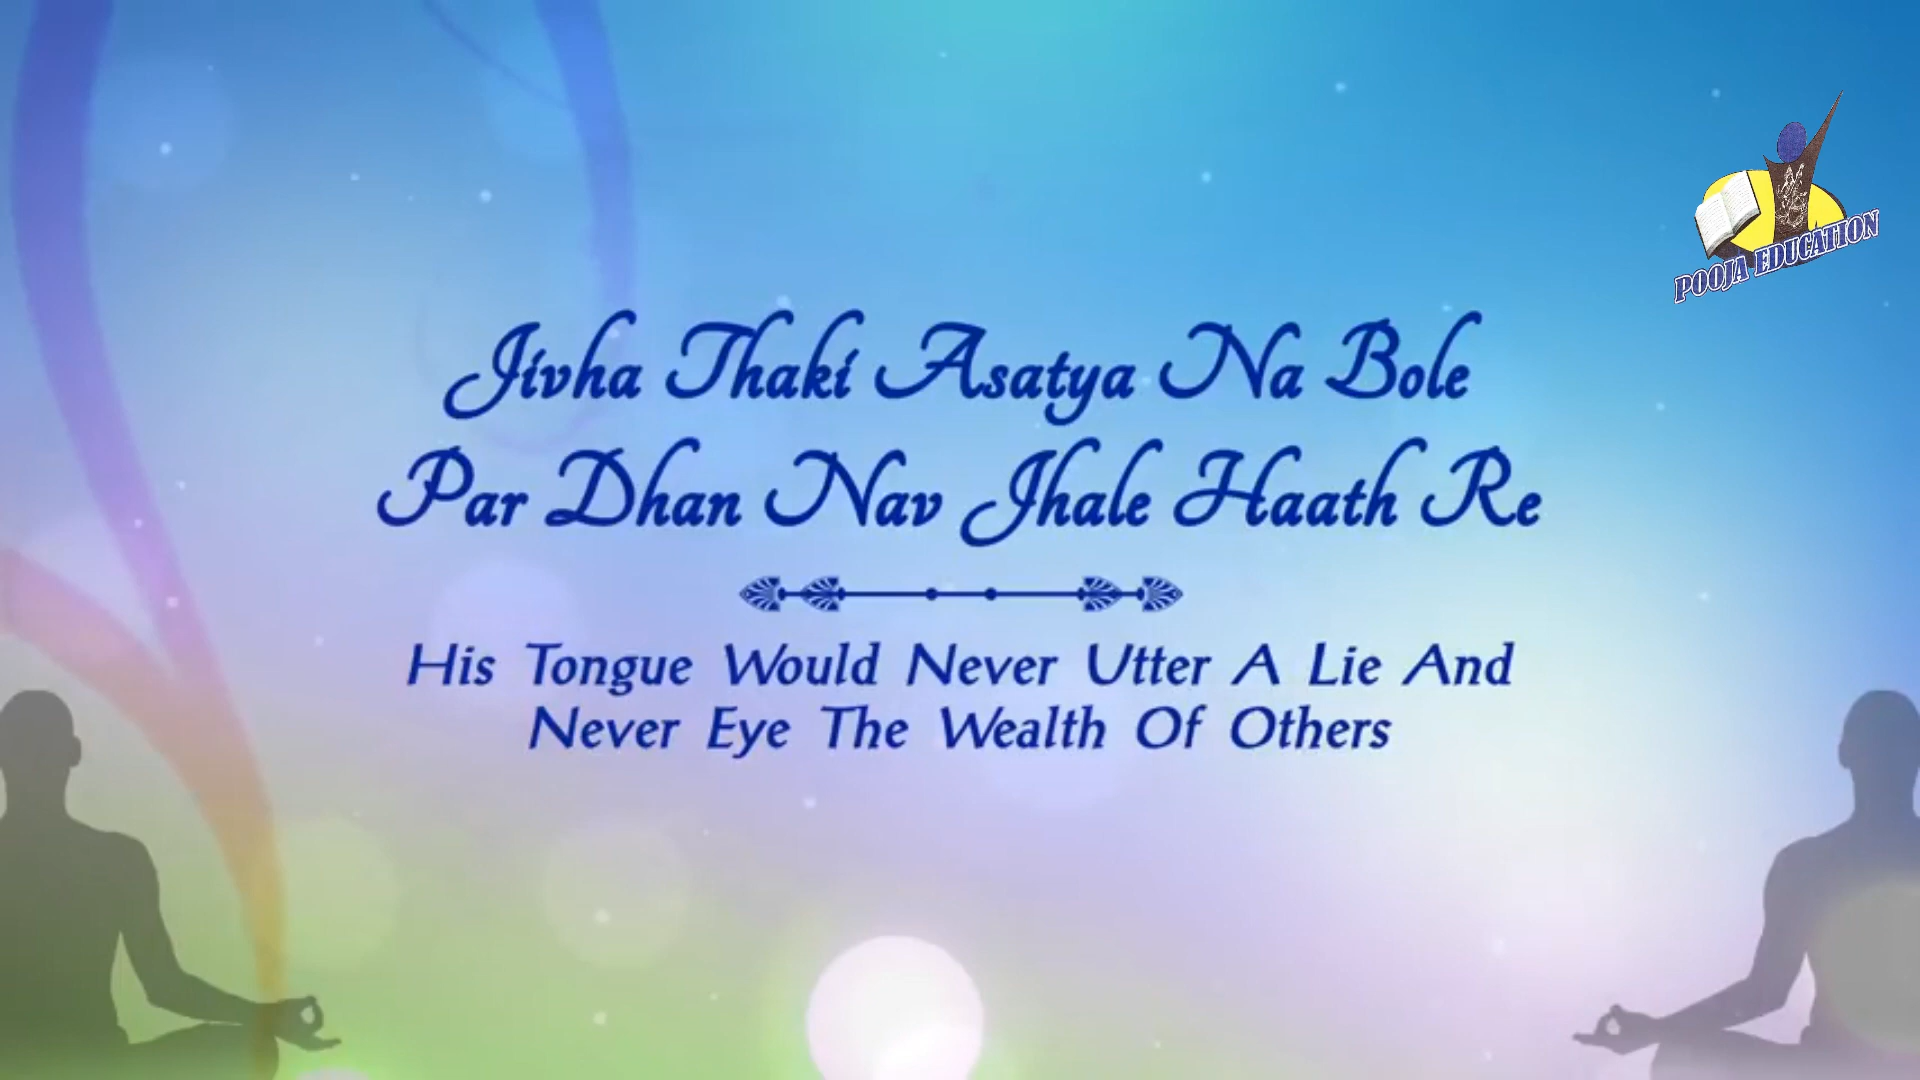 POOJA EDUCATION
Jivha Thaki Asatya Na Bole
Par Dhan Nav Jhale Haath Re
His Tongue Would Never Utter A Lie And
Never Eye The Wealth Of Others